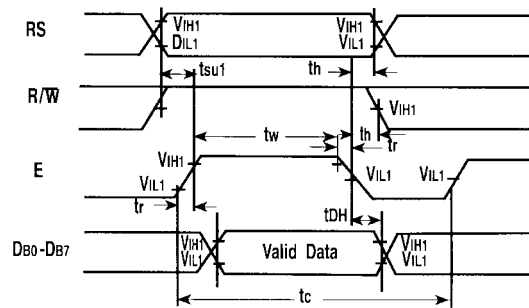 RS
VIH1
DIL1
VIH1
VIL1
tsu1
th
R/W̅
VIH1
tw
th
tr
E
VIH1
VIL1
VIL1
VIL1
tr
tDH
DB0-DB7
VIH1
VIL1
Valid Data
VIH1
VIL1
tc